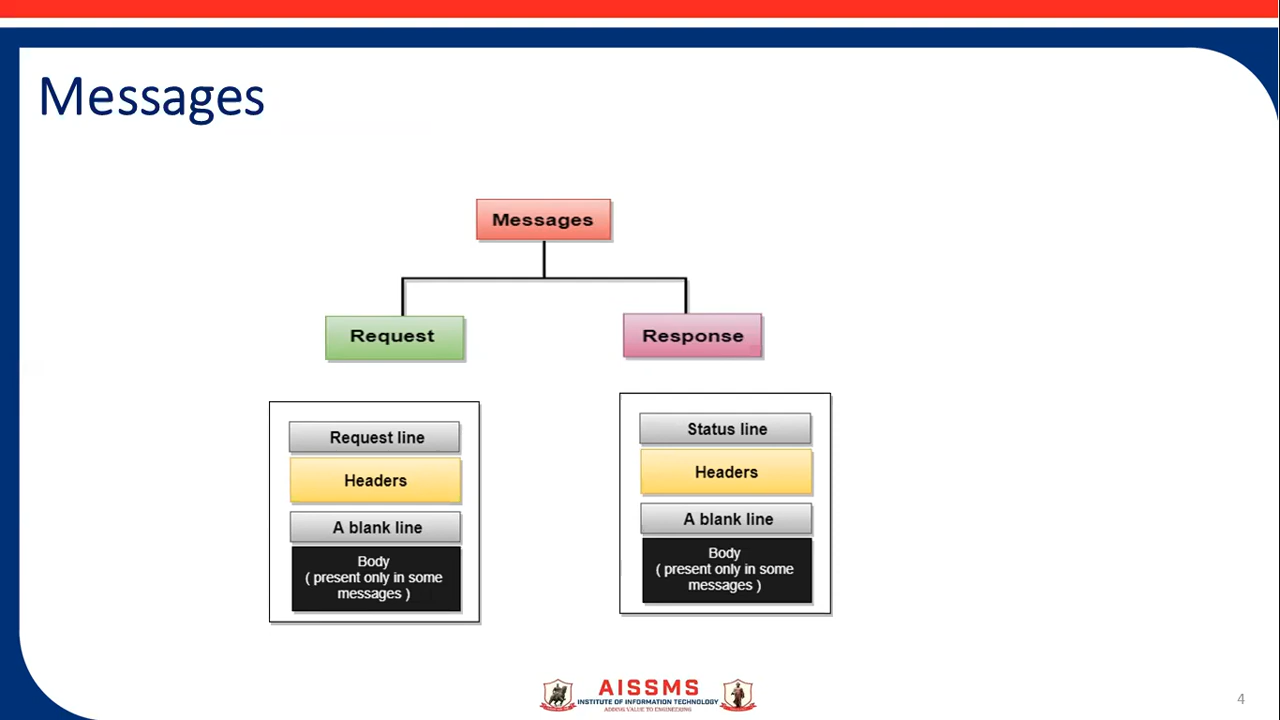 Messages
Messages
Request
Response
Request line
Headers
A blank line
Body
( present only in some
messages )
Status line
Headers
A blank line
Body
( present only in some
messages )
AISSMS
INSTITUTE OF INFORMATION TECHNOLOGY
ADDING VALUE TO ENGINEERING
4